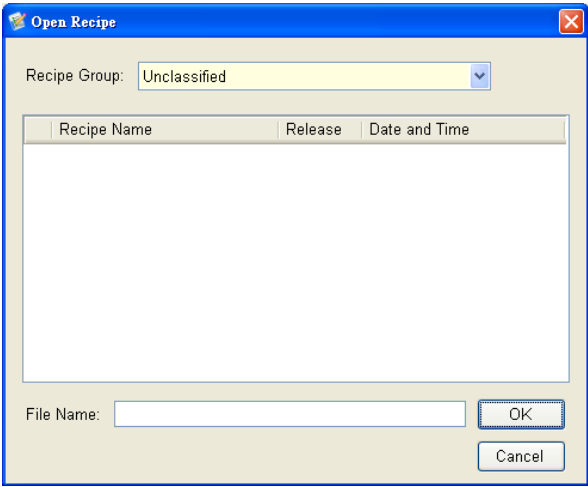 Open Recipe
Recipe Group: Unclassified
Recipe Name Release Date and Time
File Name: OK
Cancel